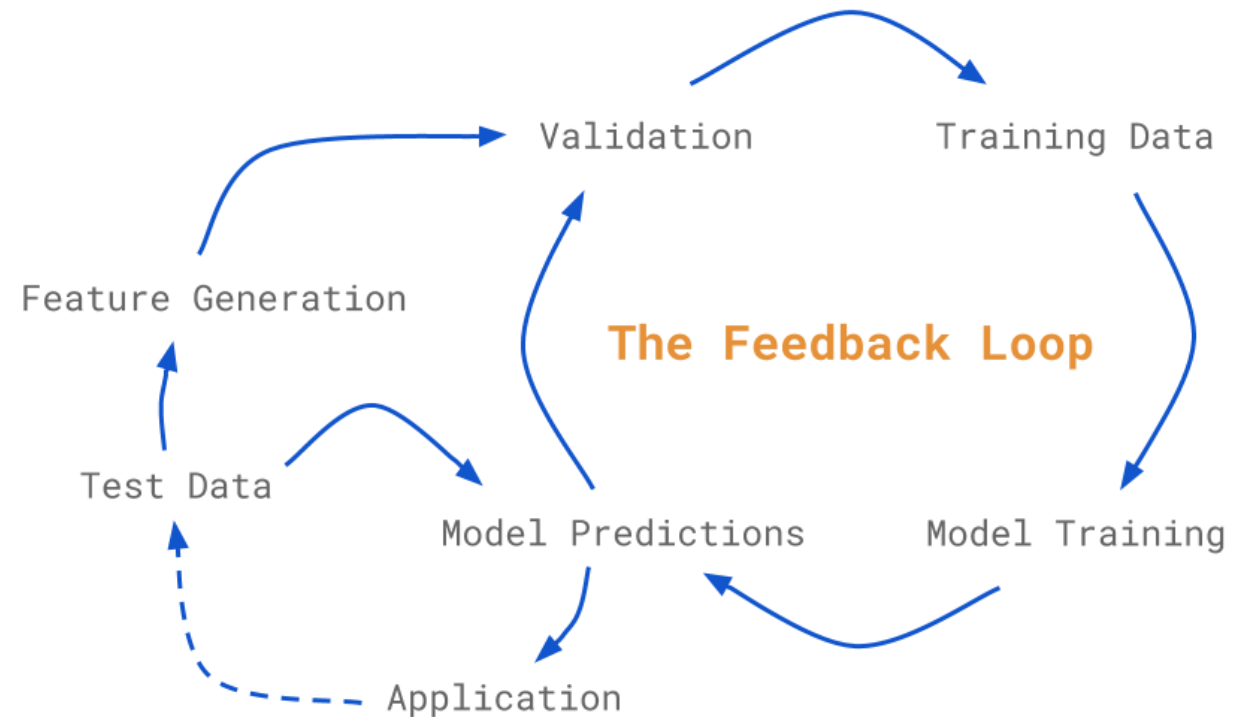 Validation
Training Data
Feature Generation
The Feedback Loop
Test Data
Model Predictions
Model Training
Application